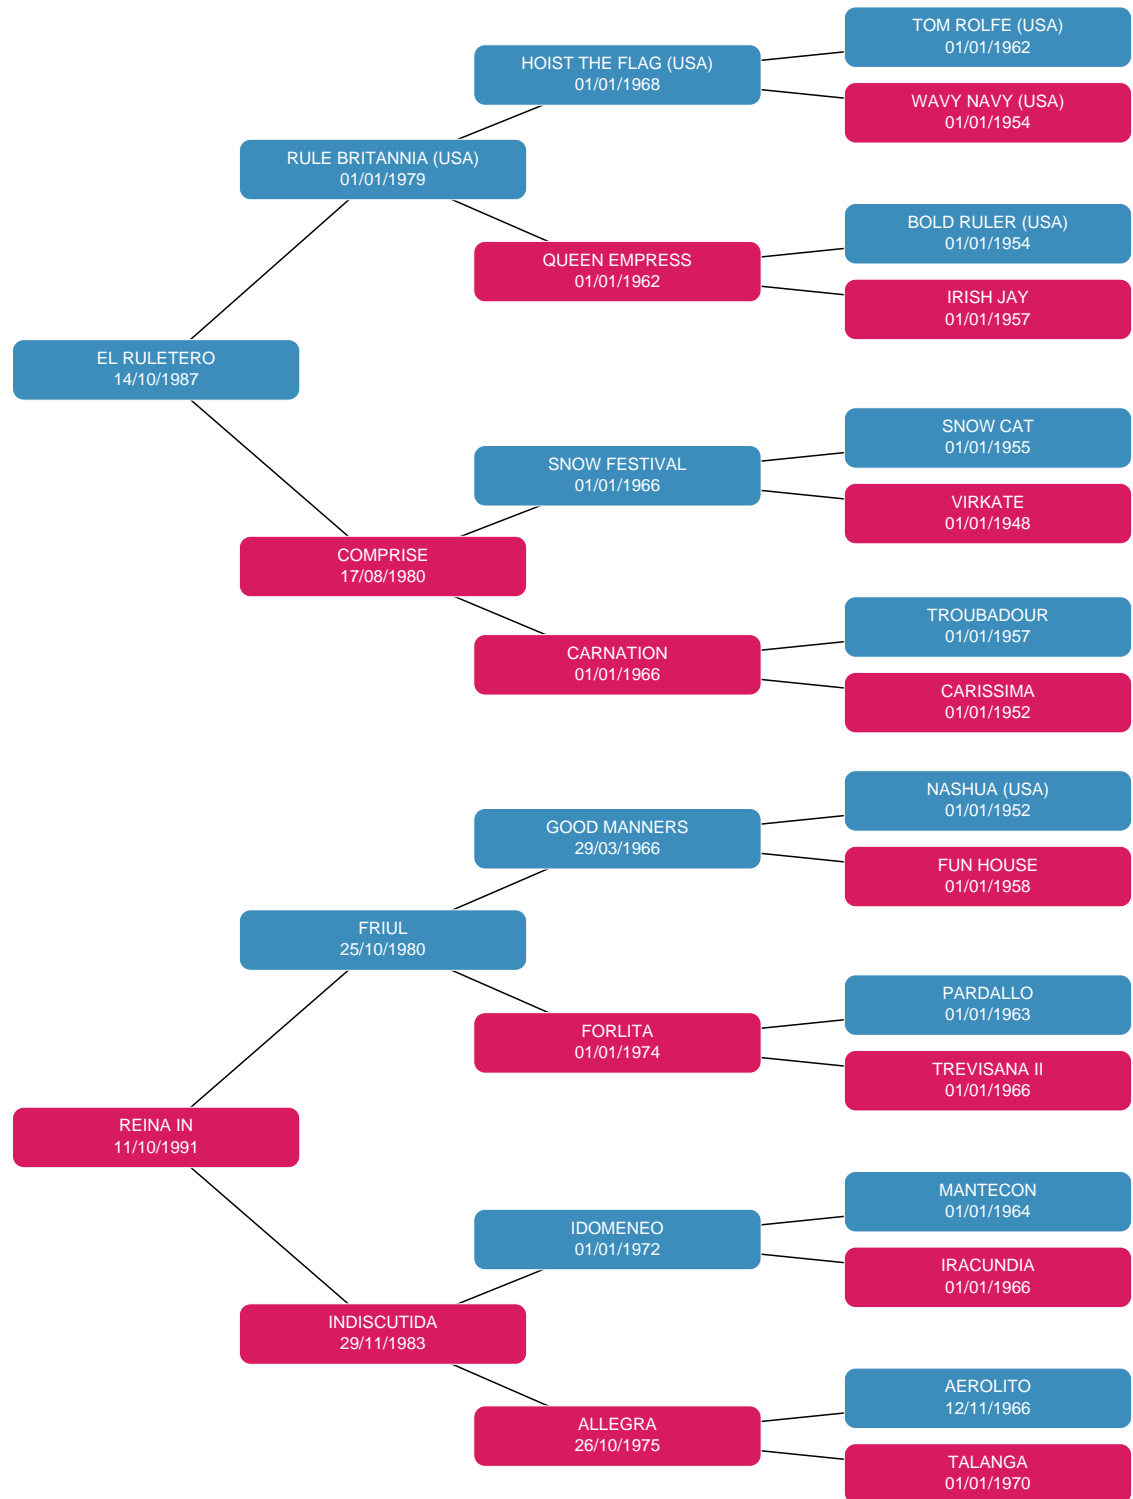 TOM ROLFE (USA)
01/01/1962
HOIST THE FLAG (USA)
01/01/1968
WAVY NAVY (USA)
01/01/1954
RULE BRITANNIA (USA)
01/01/1979
BOLD RULER (USA)
01/01/1954
QUEEN EMPRESS
01/01/1962
IRISH JAY
01/01/1957
EL RULETERO
14/10/1987
SNOW CAT
01/01/1955
SNOW FESTIVAL
01/01/1966
VIRKATE
01/01/1948
COMPRISE
17/08/1980
TROUBADOUR
01/01/1957
CARNATION
01/01/1966
CARISSIMA
01/01/1952
NASHUA (USA)
01/01/1952
GOOD MANNERS
29/03/1966
FUN HOUSE
01/01/1958
FRIUL
25/10/1980
PARDALLO
01/01/1963
FORLITA
01/01/1974
TREVISANA II
01/01/1966
REINA IN
11/10/1991
MANTECON
01/01/1964
IDOMENEO
01/01/1972
IRACUNDIA
01/01/1966
INDISCUTIDA
29/11/1983
AEROLITO
12/11/1966
ALLEGRA
26/10/1975
TALANGA
01/01/1970